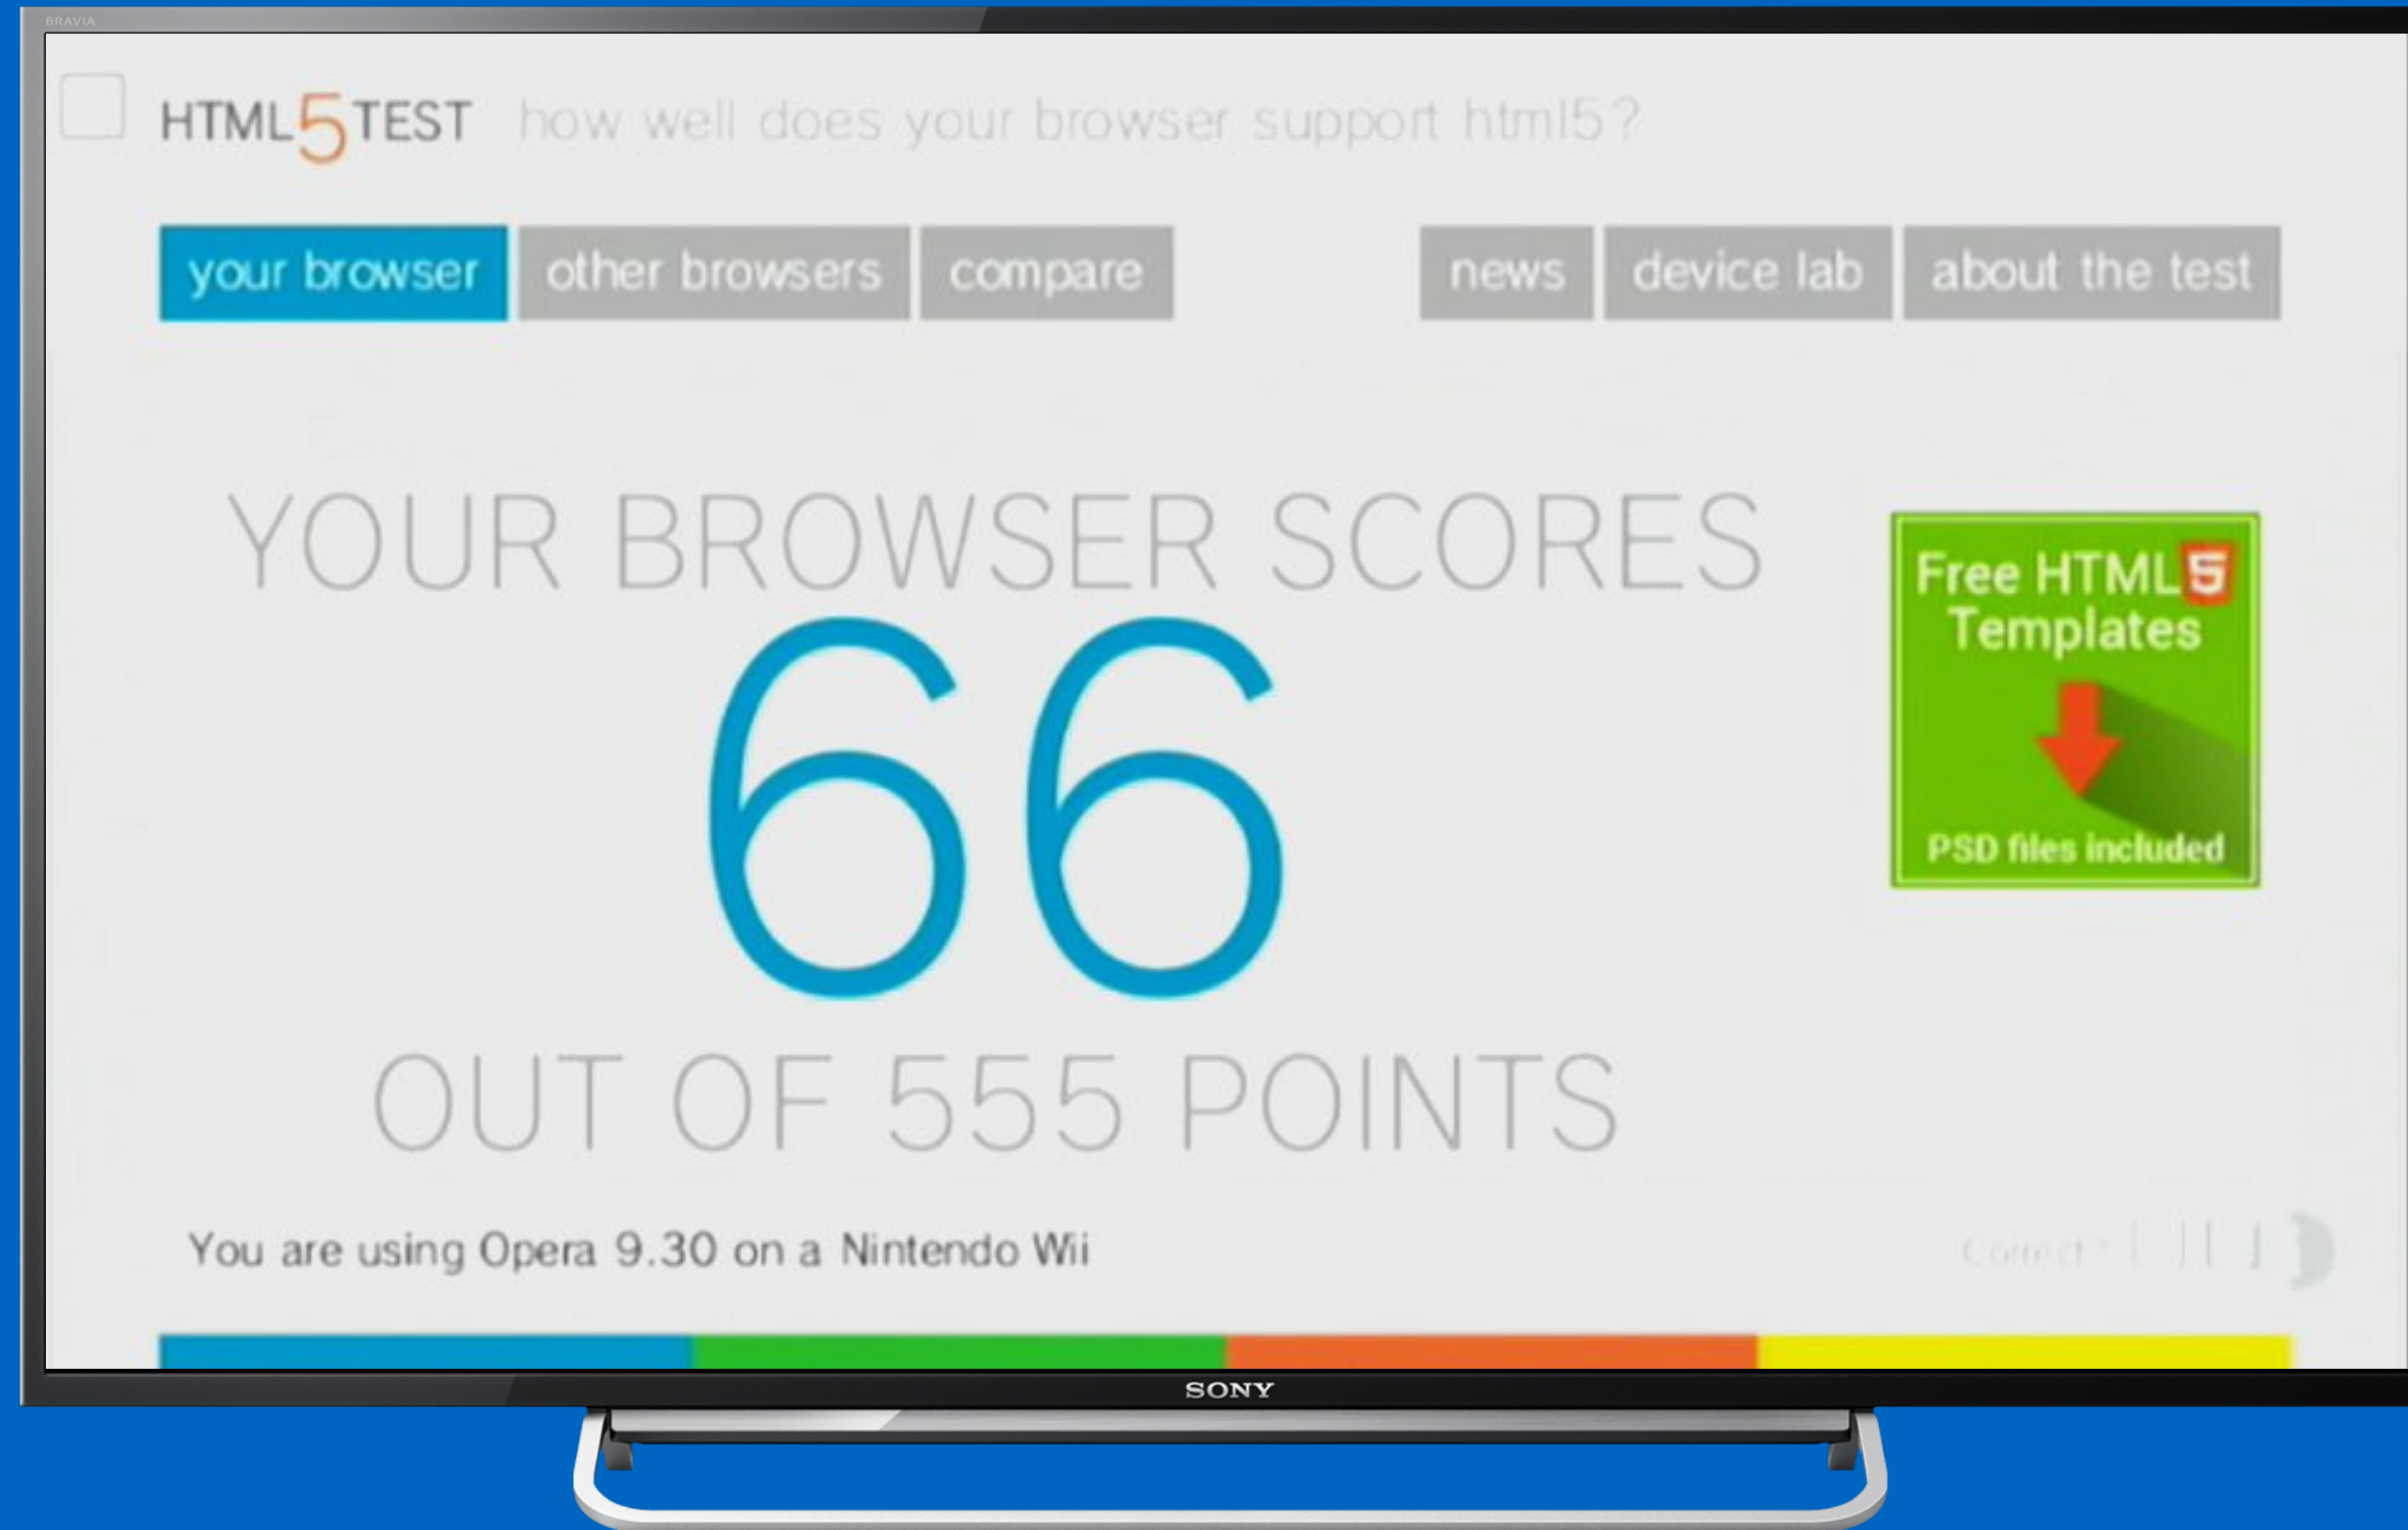 BRAVIA
HTML5TEST how well does your browser support html5?
your browser other browsers compare news device lab about the test
YOUR BROWSER SCORES
66
OUT OF 555 POINTS
Free HTML5
Templates
PSD files included
You are using Opera 9.30 on a Nintendo Wii
Correct?
SONY